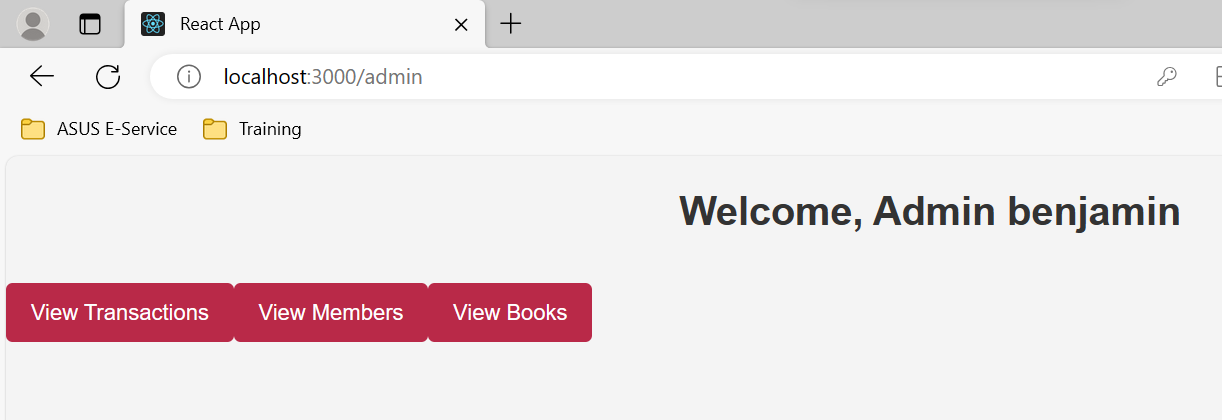 React App
localhost:3000/admin
ASUS E-Service Training
Welcome, Admin benjamin
View Transactions View Members View Books